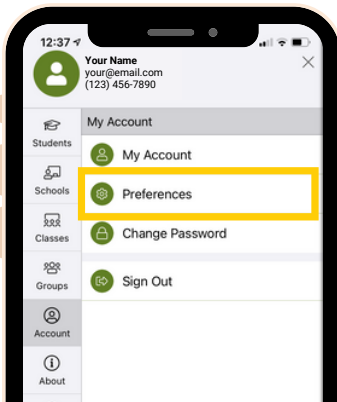 12:37
Your Name
your@email.com
(123) 456-7890
My Account
Students
My Account
Schools
Preferences
Classes
Change Password
Groups
Sign Out
Account
About